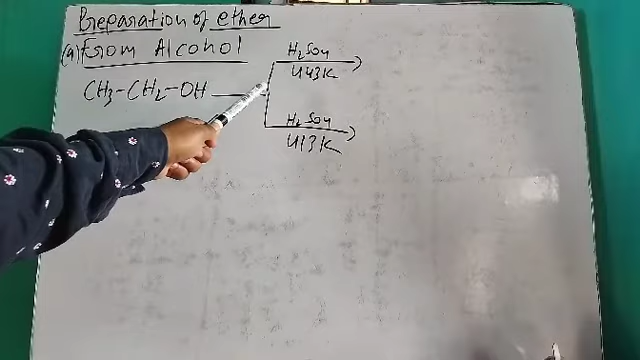 Preparation of ether
(a) From Alcohol
CH3-CH2-OH
H2SO4
443K
H2SO4
413K